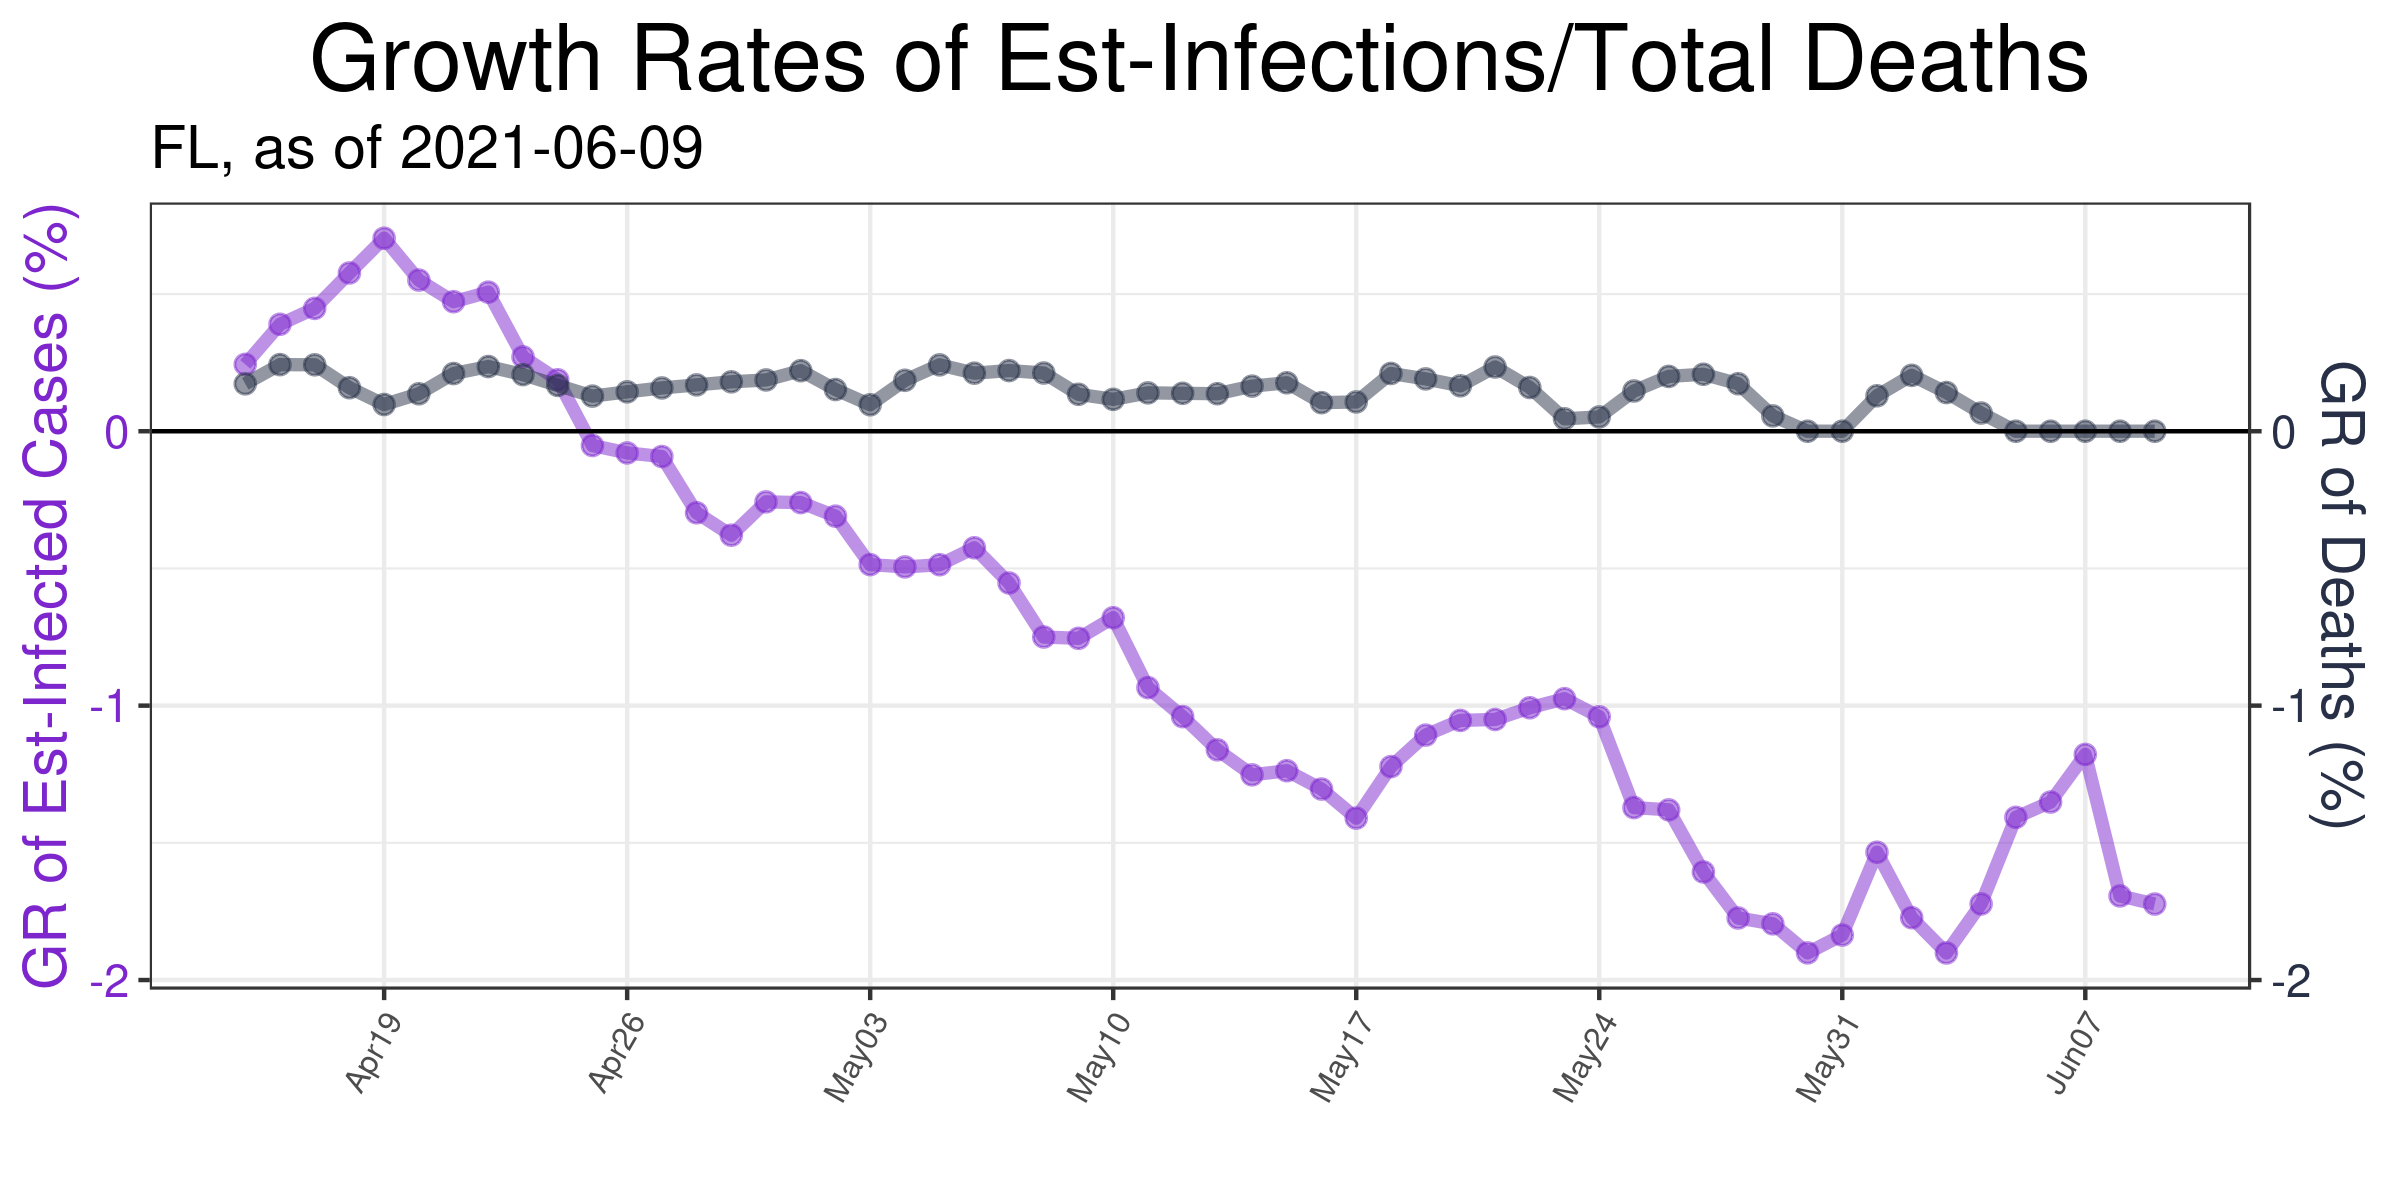 Growth Rates of Est-Infections/Total Deaths
FL, as of 2021-06-09
GR of Est-Infected Cases (%)
0
-1
-2
0
-1
-2
GR of Deaths (%)
Apr19
Apr26
May03
May10
May17
May24
May31
Jun07